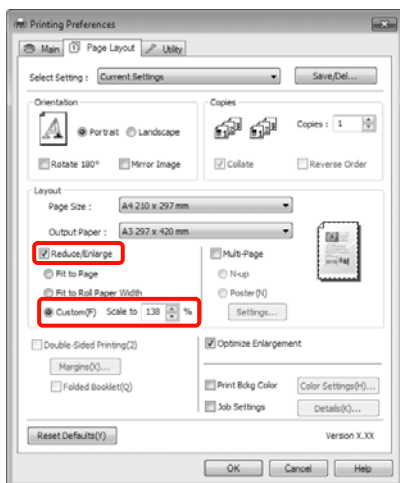 Printing Preferences
Main Page Layout Utility
Select Setting : Current Settings Save/Del...
Orientation
Portrait Landscape
Rotate 180° Mirror Image
Copies
Copies : 1
Collate Reverse Order
Layout
Page Size : A4 210 x 297 mm
Output Paper : A3 297 x 420 mm
Reduce/Enlarge
Fit to Page
Fit to Roll Paper Width
Custom(F) Scale to 138 %
Multi-Page
N-up
Poster(N)
Settings...
Double-Sided Printing(2)
Margins(X)...
Folded Booklet(Q)
Optimize Enlargement
Print Bckg Color Color Settings(H)...
Job Settings Details(K)...
Reset Defaults(Y) Version X.XX
OK Cancel Help